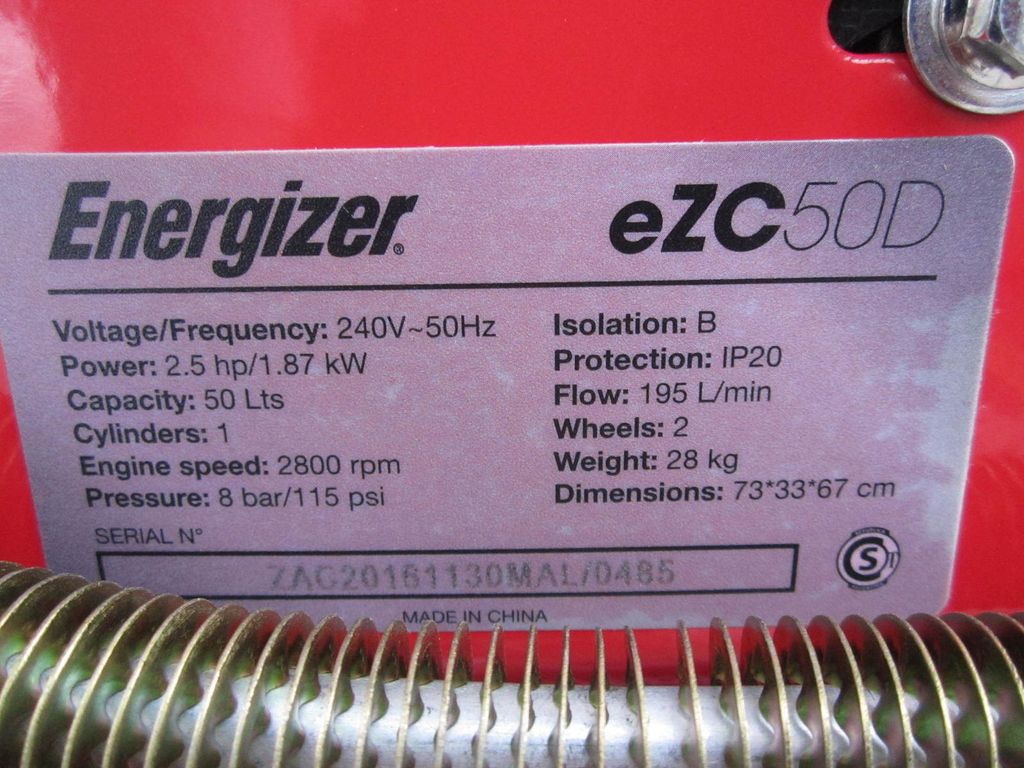 Energizer®
eZC50D
Voltage/Frequency: 240V~50Hz
Power: 2.5 hp/1.87 kW
Capacity: 50 Lts
Cylinders: 1
Engine speed: 2800 rpm
Pressure: 8 bar/115 psi
Isolation: B
Protection: IP20
Flow: 195 L/min
Wheels: 2
Weight: 28 kg
Dimensions: 73*33*67 cm
SERIAL N°
ZAC20161130MAL/0485
MADE IN CHINA
S